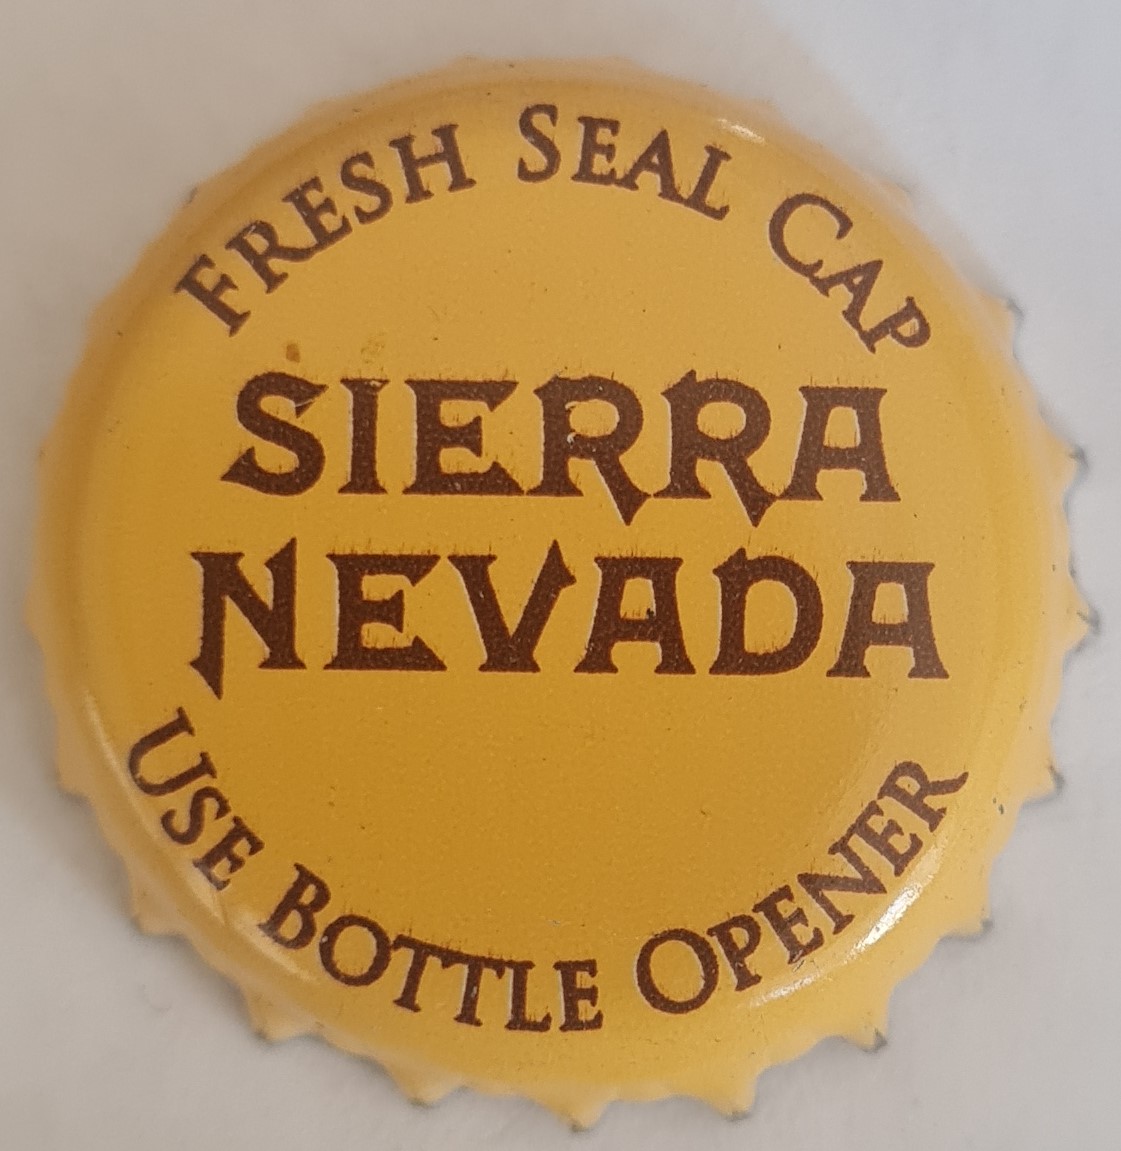 FRESH SEAL CAP
SIERRA
NEVADA
USE BOTTLE OPENER